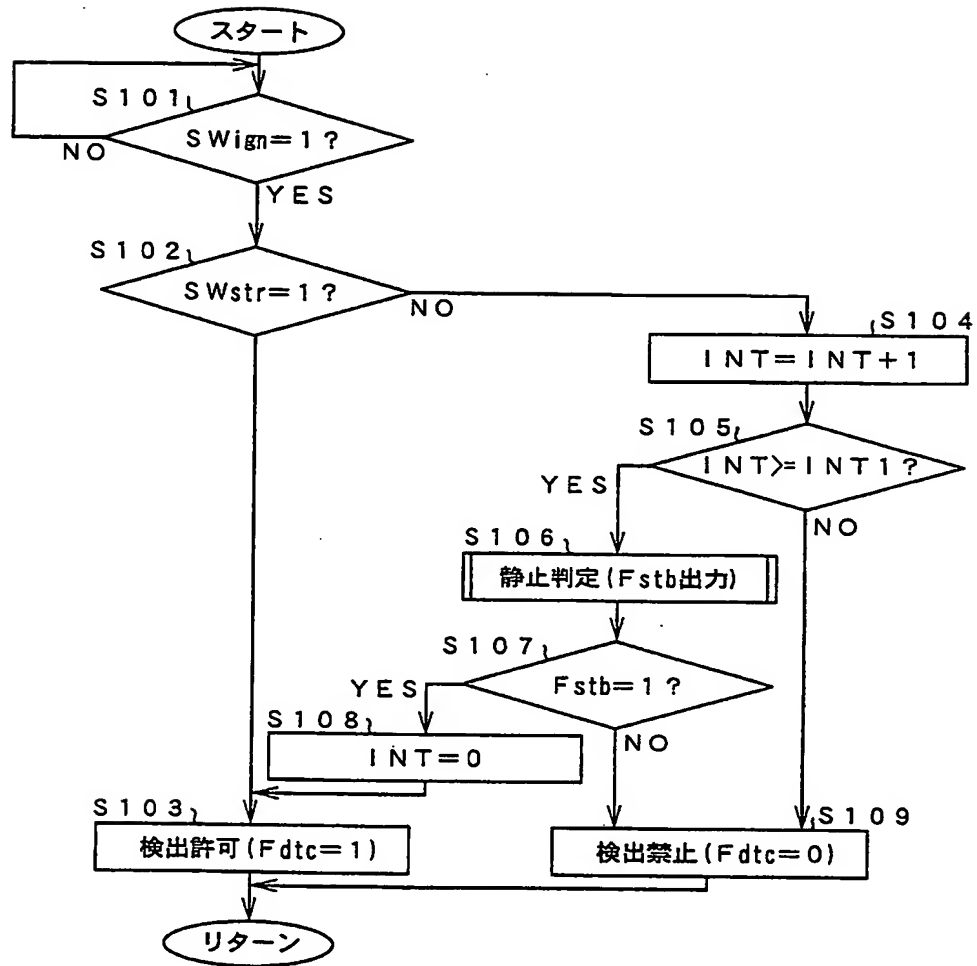 スタート
S101
SWign=1?
NO
YES
S102
SWstr=1?
NO
S104
INT=INT+1
S105
INT>=INT1?
YES
NO
S106
静止判定(Fstb出力)
S107
Fstb=1?
YES
NO
S108
INT=0
S103
検出許可(Fdtc=1)
S109
検出禁止(Fdtc=0)
リターン